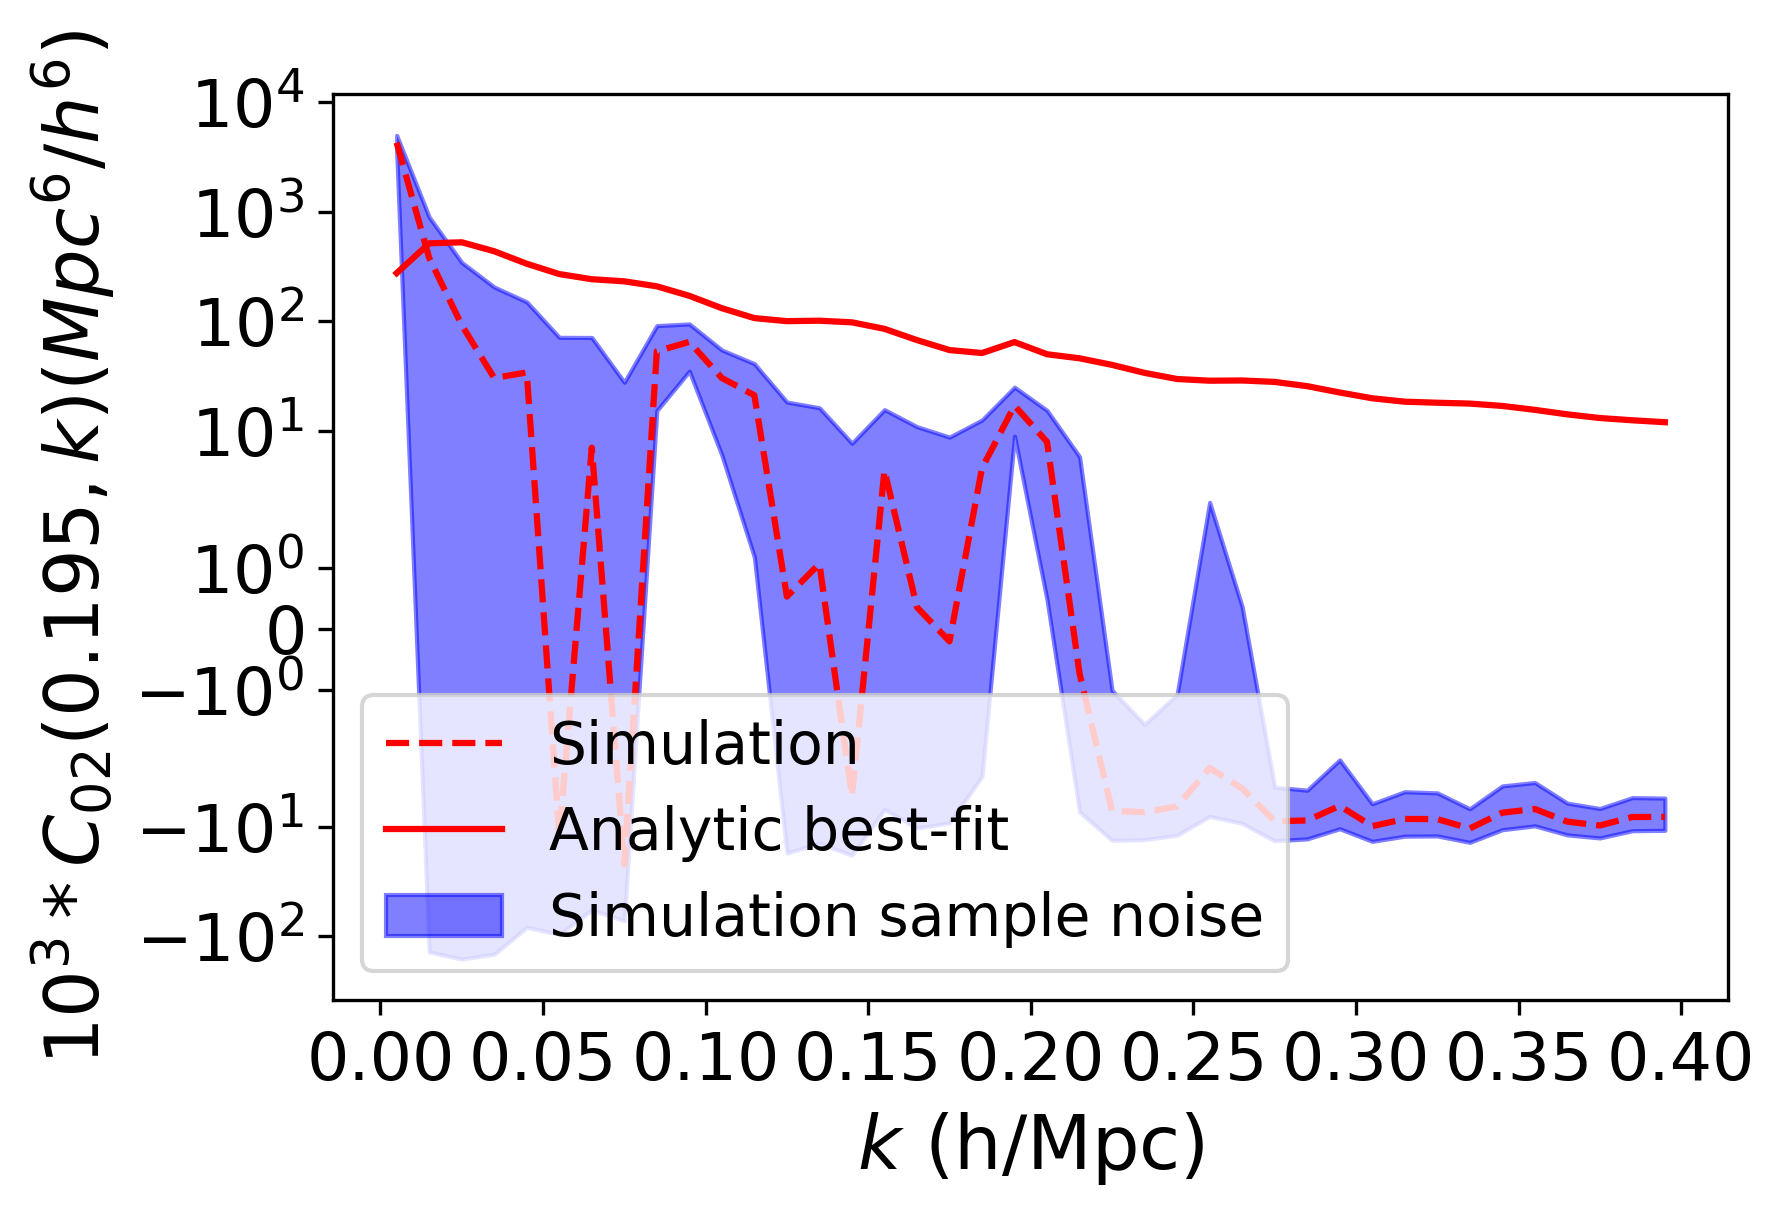 10^3 * C_{02}(0.195, k)(Mpc^6/h^6)
10^4
10^3
10^2
10^1
10^0
0
−10^0
−10^1
−10^2
Simulation
Analytic best-fit
Simulation sample noise
0.00 0.05 0.10 0.15 0.20 0.25 0.30 0.35 0.40
k (h/Mpc)